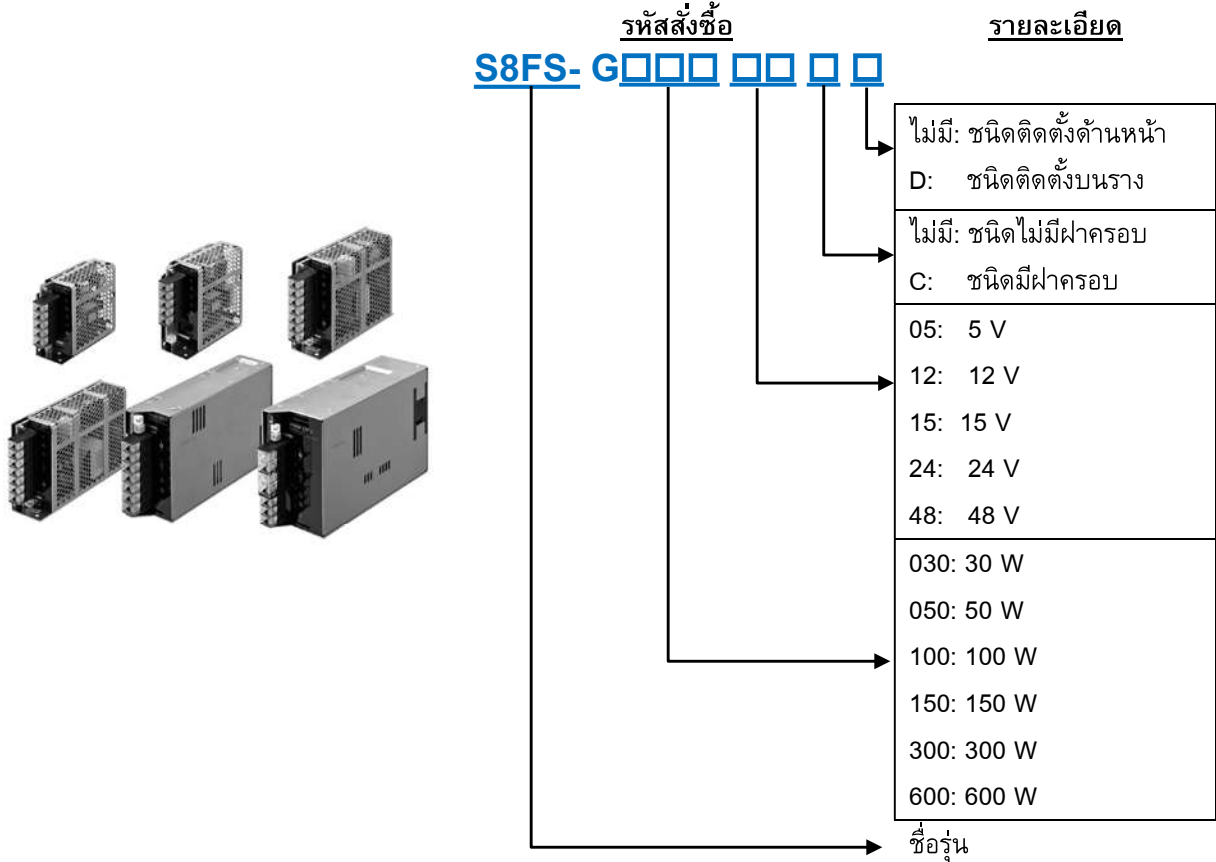 รหัสสั่งซื้อ รายละเอียด
S8FS- G□□□ □□ □ □
ไม่มี: ชนิดติดตั้งด้านหน้า
D: ชนิดติดตั้งบนราง
ไม่มี: ชนิดไม่มีฝาครอบ
C: ชนิดมีฝาครอบ
05: 5 V
12: 12 V
15: 15 V
24: 24 V
48: 48 V
030: 30 W
050: 50 W
100: 100 W
150: 150 W
300: 300 W
600: 600 W
ชื่อรุ่น